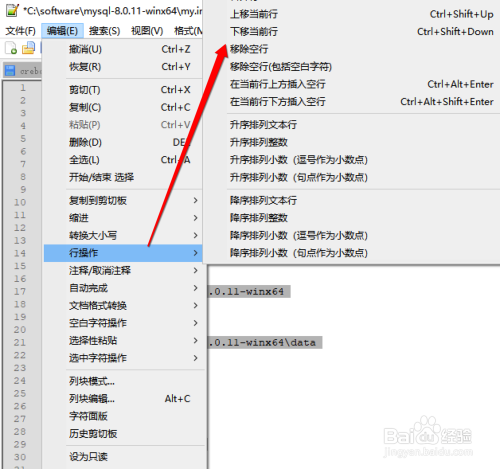 *C:\software\mysql-8.0.11-winx64\my.in
文件(F) 编辑(E) 搜索(S) 视图(V) 格式(M
撤消(U) Ctrl+Z
恢复(Y) Ctrl+Y
剪切(T) Ctrl+X
复制(C) Ctrl+C
粘贴(P) Ctrl+V
删除(D) DEL
全选(L) Ctrl+A
开始/结束 选择
复制到剪切板
缩进
转换大小写
行操作
注释/取消注释
自动完成
文档格式转换
空白字符操作
选择性粘贴
选中字符操作
列块模式...
列块编辑... Alt+C
字符面版
历史剪切板
设为只读
上移当前行 Ctrl+Shift+Up
下移当前行 Ctrl+Shift+Down
移除空行
移除空行(包括空白字符)
在当前行上方插入空行 Ctrl+Alt+Enter
在当前行下方插入空行 Ctrl+Alt+Shift+Enter
升序排列文本行
升序排列整数
升序排列小数（逗号作为小数点）
升序排列小数（句点作为小数点）
降序排列文本行
降序排列整数
降序排列小数（逗号作为小数点）
降序排列小数（句点作为小数点）
1
2
3
4
5
6
7
8
9
10
11
12
13
14
15
16
17 .0.11-winx64
18
19
20
21 .0.11-winx64\data
22
23
24
25
26
27
28
29
30
Baidu经验
jingyan.baidu.com